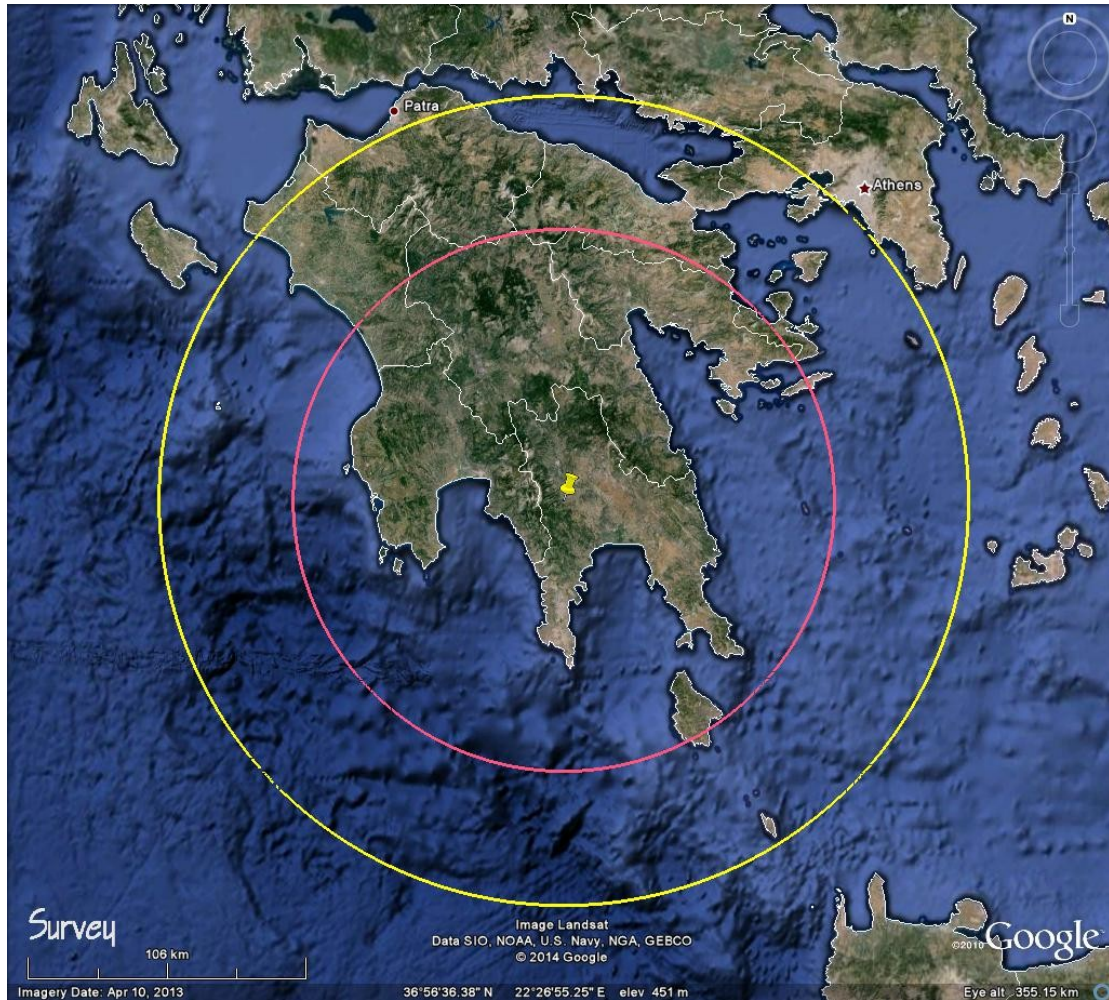 N
Patra
Athens
Survey
106 km
Image Landsat
Data SIO, NOAA, U.S. Navy, NGA, GEBCO
© 2014 Google
©2010 Google
Imagery Date: Apr 10, 2013 36°56'36.38" N 22°26'55.25" E elev 451 m Eye alt 355.15 km